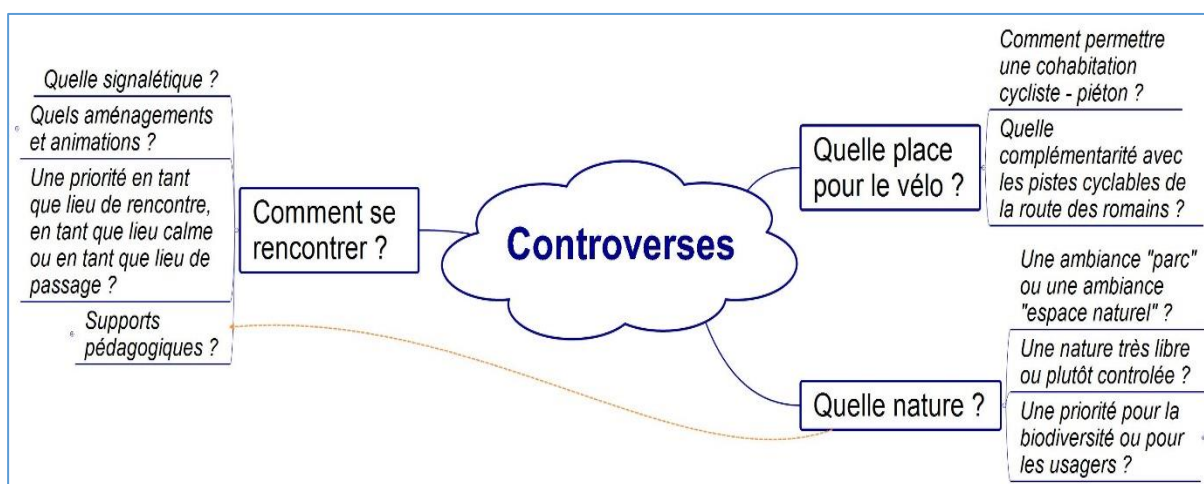 Controverses
Comment se
rencontrer ?
Quelle signalétique ?
Quels aménagements
et animations ?
Une priorité en tant
que lieu de rencontre,
en tant que lieu calme
ou en tant que lieu de
passage ?
Supports
pédagogiques ?
Quelle place
pour le vélo ?
Comment permettre
une cohabitation
cycliste - piéton ?
Quelle
complémentarité avec
les pistes cyclables de
la route des romains ?
Quelle nature ?
Une ambiance "parc"
ou une ambiance
"espace naturel" ?
Une nature très libre
ou plutôt controlée ?
Une priorité pour la
biodiversité ou pour
les usagers ?